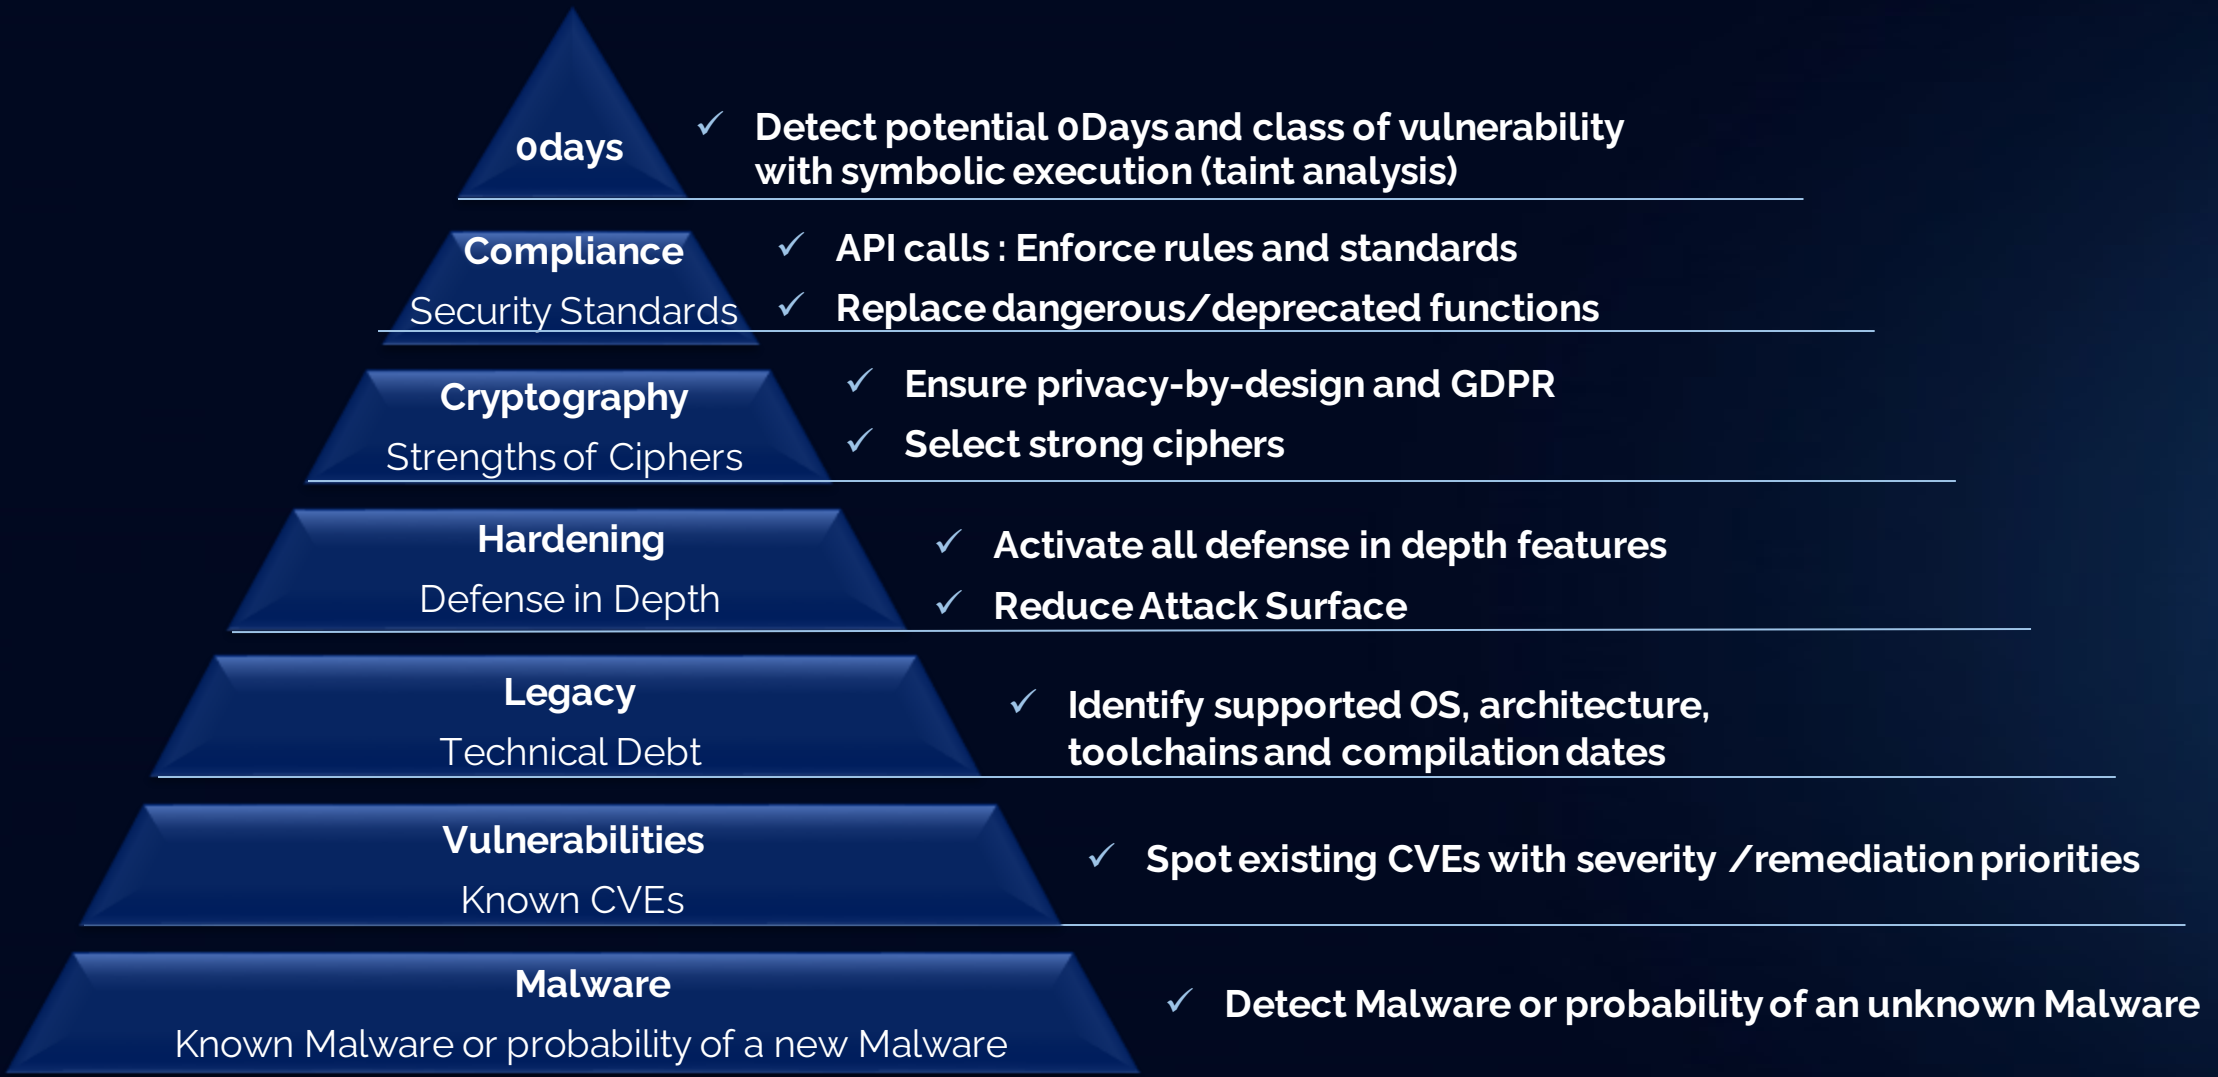 0days
Detect potential 0Days and class of vulnerability
with symbolic execution (taint analysis)
Compliance
Security Standards
API calls : Enforce rules and standards
Replace dangerous/deprecated functions
Cryptography
Strengths of Ciphers
Ensure privacy-by-design and GDPR
Select strong ciphers
Hardening
Defense in Depth
Activate all defense in depth features
Reduce Attack Surface
Legacy
Technical Debt
Identify supported OS, architecture,
toolchains and compilation dates
Vulnerabilities
Known CVEs
Spot existing CVEs with severity /remediation priorities
Malware
Known Malware or probability of a new Malware
Detect Malware or probability of an unknown Malware